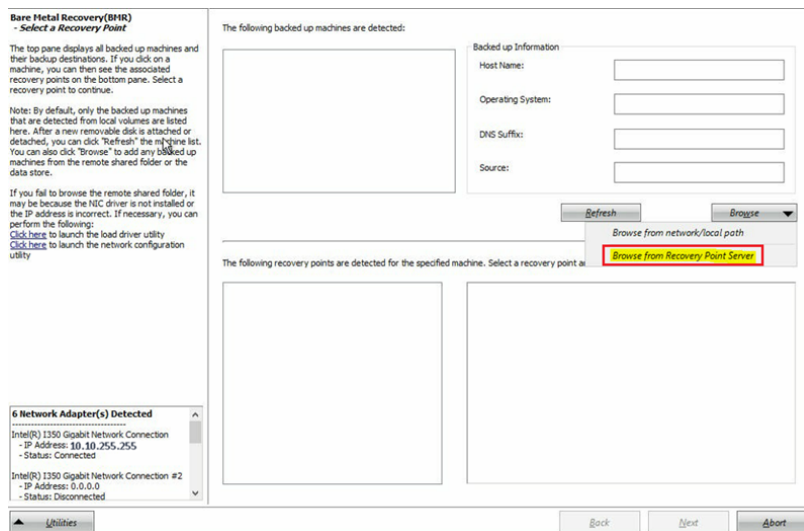 Bare Metal Recovery(BMR)
- Select a Recovery Point
The top pane displays all backed up machines and
their backup destinations. If you click on a
machine, you can then see the associated
recovery points on the bottom pane. Select a
recovery point to continue.
Note: By default, only the backed up machines
that are detected from local volumes are listed
here. After a new removable disk is attached or
detached, you can click "Refresh" the machine list.
You can also click "Browse" to add any backed up
machines from the remote shared folder or the
data store.
If you fail to browse the remote shared folder, it
may be because the NIC driver is not installed or
the IP address is incorrect. If necessary, you can
perform the following:
Click here to launch the load driver utility
Click here to launch the network configuration
utility
6 Network Adapter(s) Detected
--------------------------------
Intel(R) I350 Gigabit Network Connection
- IP Address: 10.10.255.255
- Status: Connected
Intel(R) I350 Gigabit Network Connection #2
- IP Address: 0.0.0.0
- Status: Disconnected
Utilities
The following backed up machines are detected:
Backed up Information
Host Name:
Operating System:
DNS Suffix:
Source:
Refresh
Browse
Browse from network/local path
Browse from Recovery Point Server
The following recovery points are detected for the specified machine. Select a recovery point
Back
Next
Abort